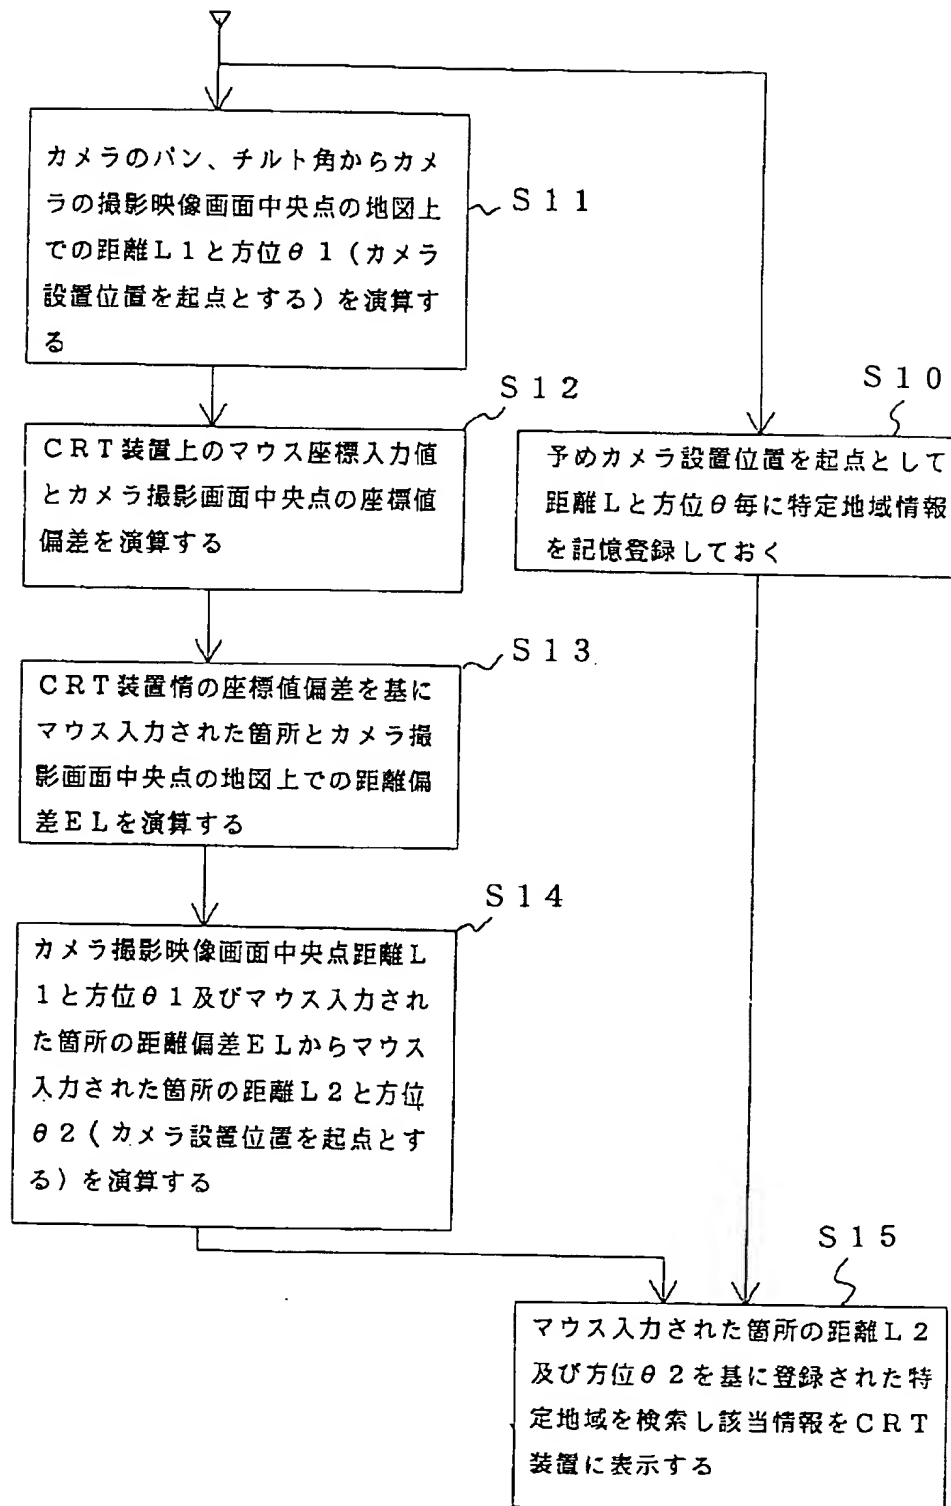 カメラのパン、チルト角からカメ
ラの撮影映像画面中央点の地図上
での距離L1と方位θ1(カメラ
設置位置を起点とする)を演算す
る
S11
CRT装置上のマウス座標入力値
とカメラ撮影画面中央点の座標値
偏差を演算する
S12
予めカメラ設置位置を起点として
距離Lと方位θ毎に特定地域情報
を記憶登録しておく
S10
CRT装置情の座標値偏差を基に
マウス入力された箇所とカメラ撮
影画面中央点の地図上での距離偏
差ELを演算する
S13
カメラ撮影映像画面中央点距離L
1と方位θ1及びマウス入力され
た箇所の距離偏差ELからマウス
入力された箇所の距離L2と方位
θ2(カメラ設置位置を起点とす
る)を演算する
S14
マウス入力された箇所の距離L2
及び方位θ2を基に登録された特
定地域を検索し該当情報をCRT
装置に表示する
S15